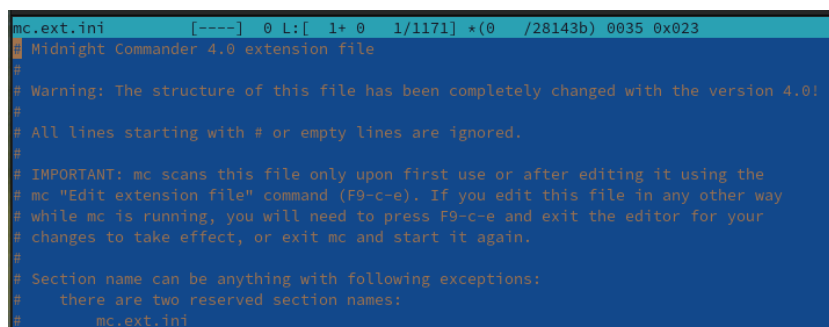 mc.ext.ini [----] 0 L:[ 1+ 0 1/1171] *(0 /28143b) 0035 0x023
# Midnight Commander 4.0 extension file
#
# Warning: The structure of this file has been completely changed with the version 4.0!
#
# All lines starting with # or empty lines are ignored.
#
# IMPORTANT: mc scans this file only upon first use or after editing it using the
# mc "Edit extension file" command (F9-c-e). If you edit this file in any other way
# while mc is running, you will need to press F9-c-e and exit the editor for your
# changes to take effect, or exit mc and start it again.
#
# Section name can be anything with following exceptions:
# there are two reserved section names:
# mc.ext.ini